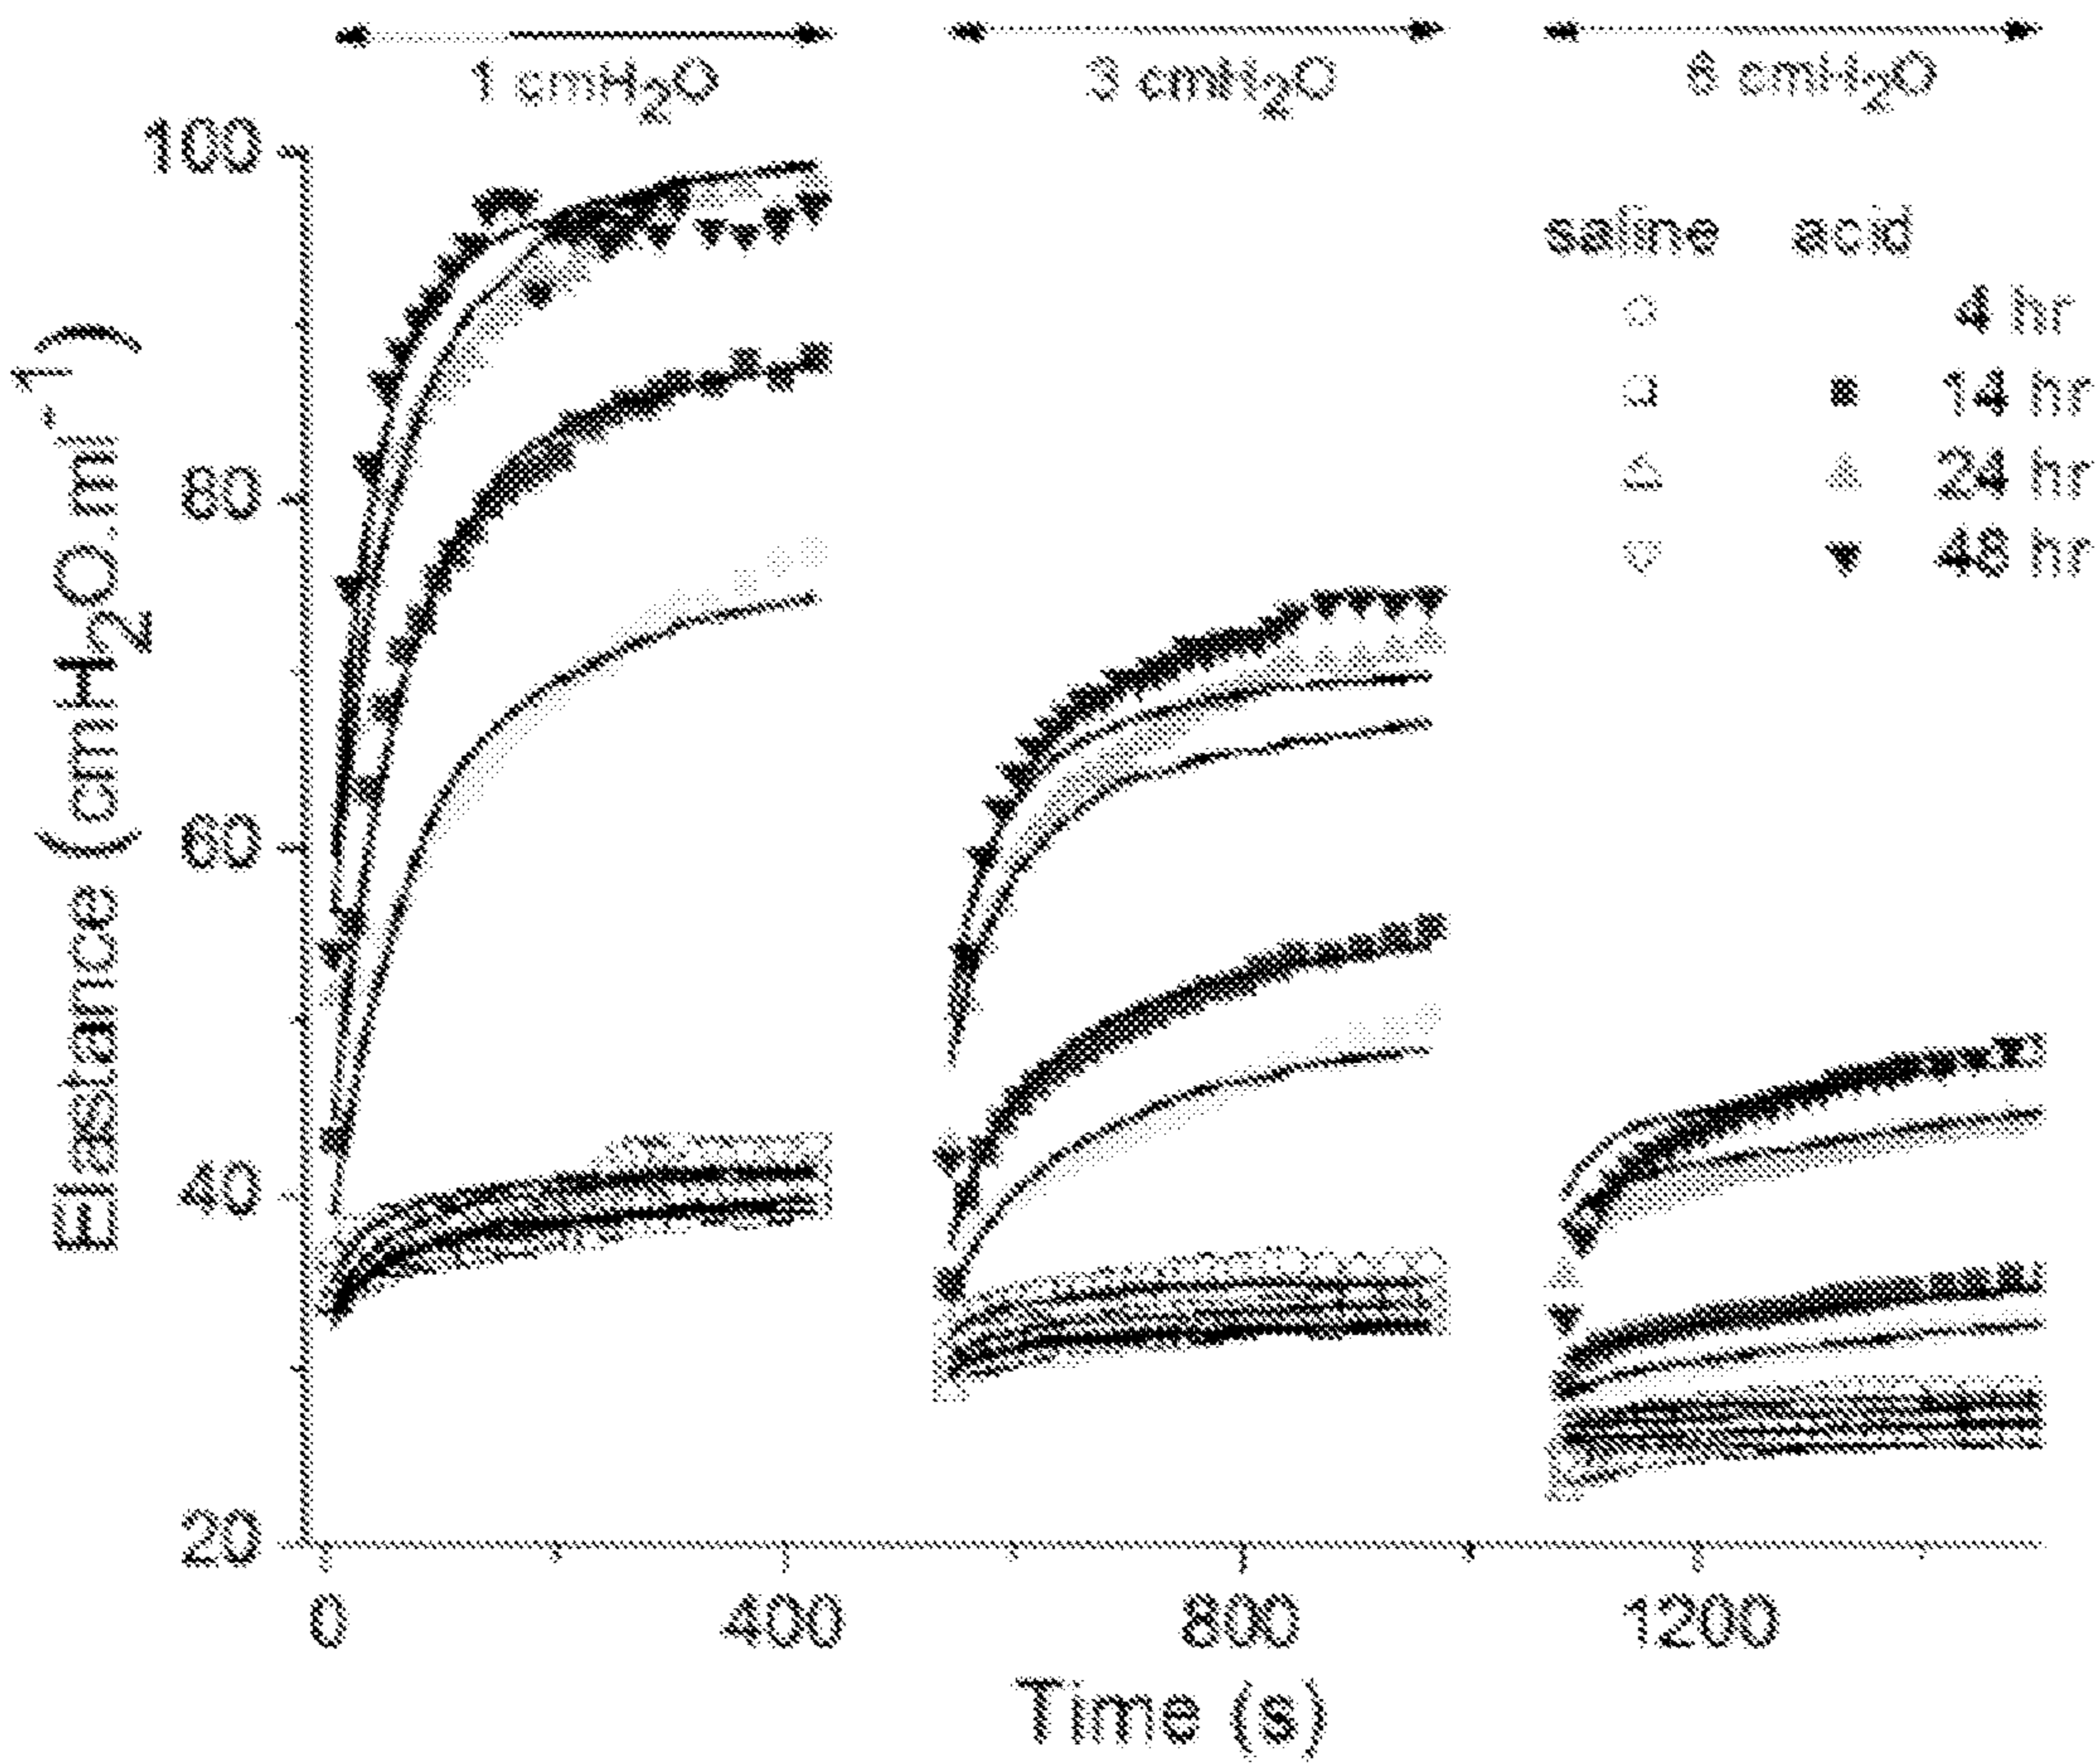 1 cmH2O 3 cmH2O 6 cmH2O
100
80
60
40
20
Elastance (cmH2O.ml-1)
saline acid
4 hr
14 hr
24 hr
48 hr
0 400 800 1200
Time (s)